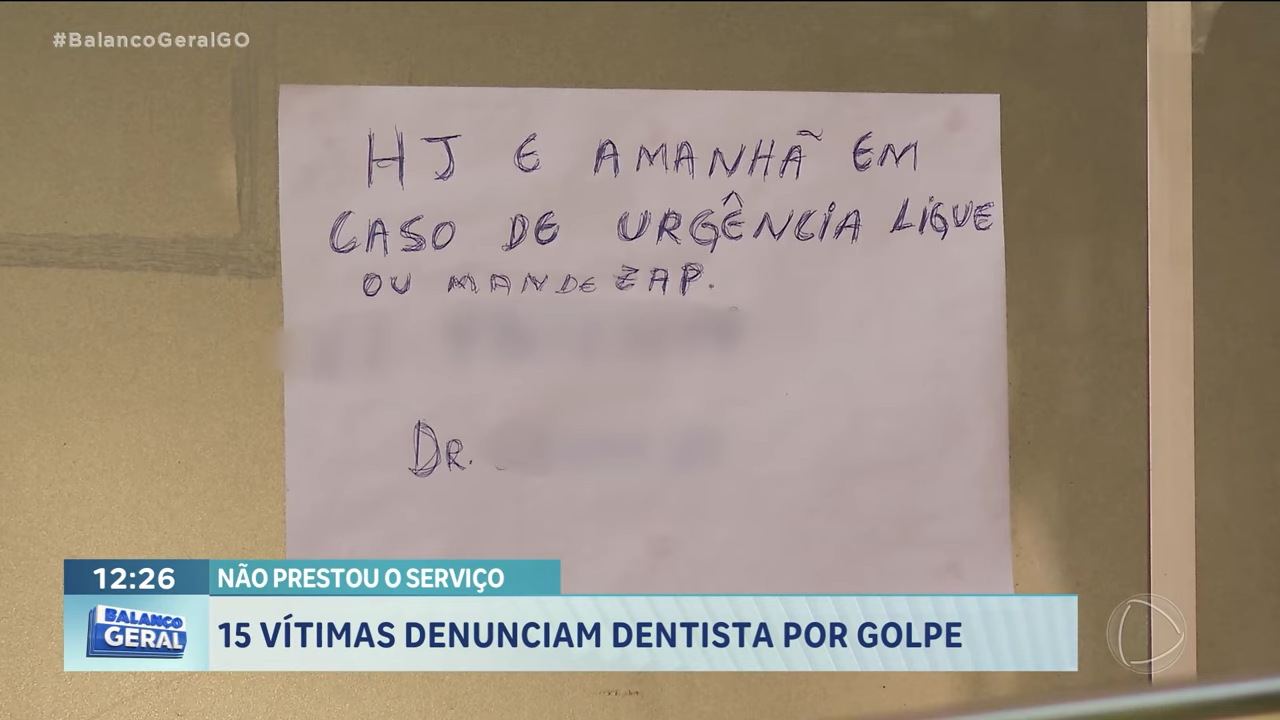 #BalancoGeralGO
HJ E AMANHÃ EM
CASO DE URGÊNCIA LIGUE
OU MANDE ZAP.
DR.
12:26 NÃO PRESTOU O SERVIÇO
BALANÇO
GERAL
15 VÍTIMAS DENUNCIAM DENTISTA POR GOLPE